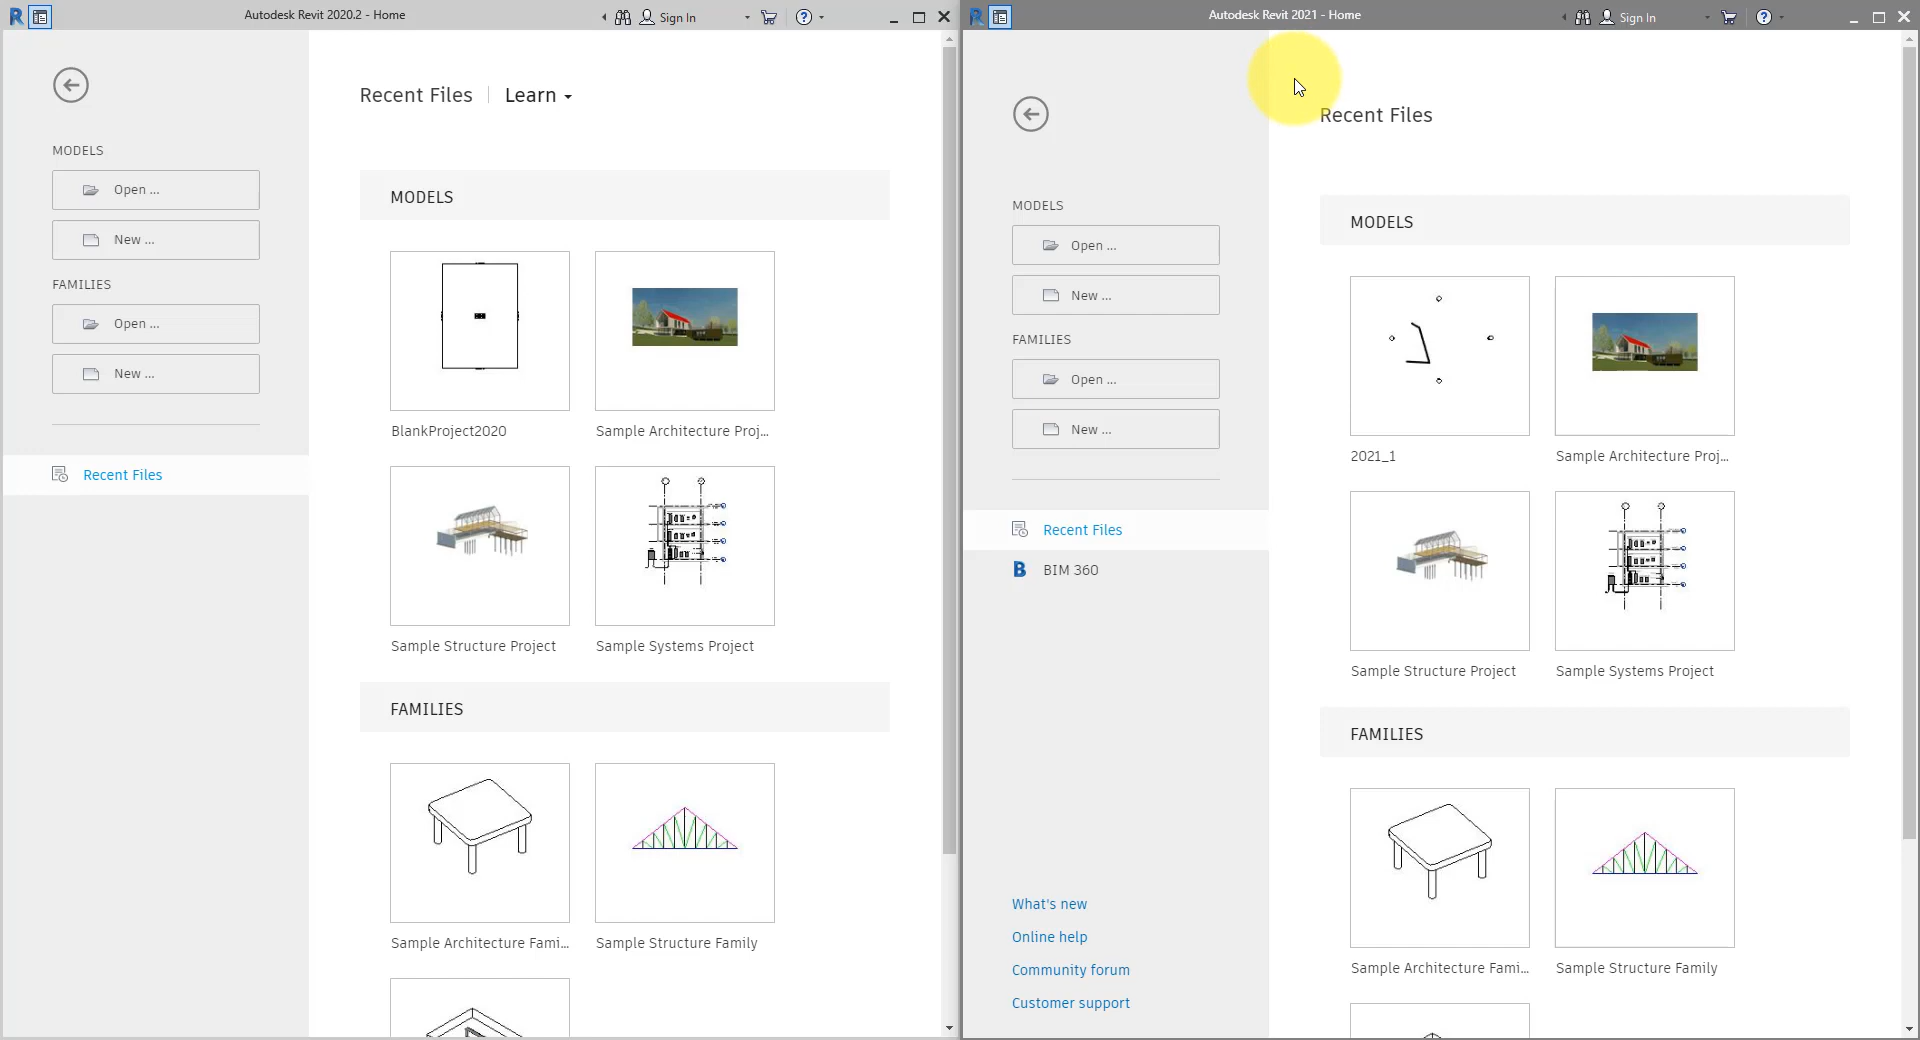 Autodesk Revit 2020.2 - Home
Sign In
Recent Files
Learn
MODELS
Open ...
New ...
FAMILIES
Open ...
New ...
Recent Files
MODELS
BlankProject2020
Sample Architecture Proj...
Sample Structure Project
Sample Systems Project
FAMILIES
Sample Architecture Fami...
Sample Structure Family
Autodesk Revit 2021 - Home
Sign In
Recent Files
MODELS
Open ...
New ...
FAMILIES
Open ...
New ...
Recent Files
BIM 360
What's new
Online help
Community forum
Customer support
MODELS
2021_1
Sample Architecture Proj...
Sample Structure Project
Sample Systems Project
FAMILIES
Sample Architecture Fami...
Sample Structure Family